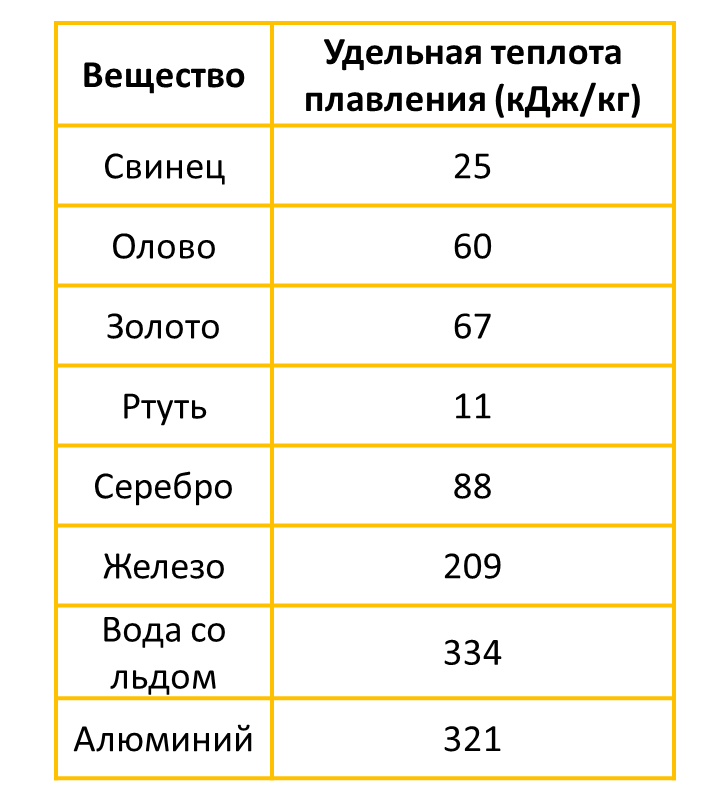 Вещество
Удельная теплота
плавления (кДж/кг)
Свинец 25
Олово 60
Золото 67
Ртуть 11
Серебро 88
Железо 209
Вода со
льдом
334
Алюминий 321